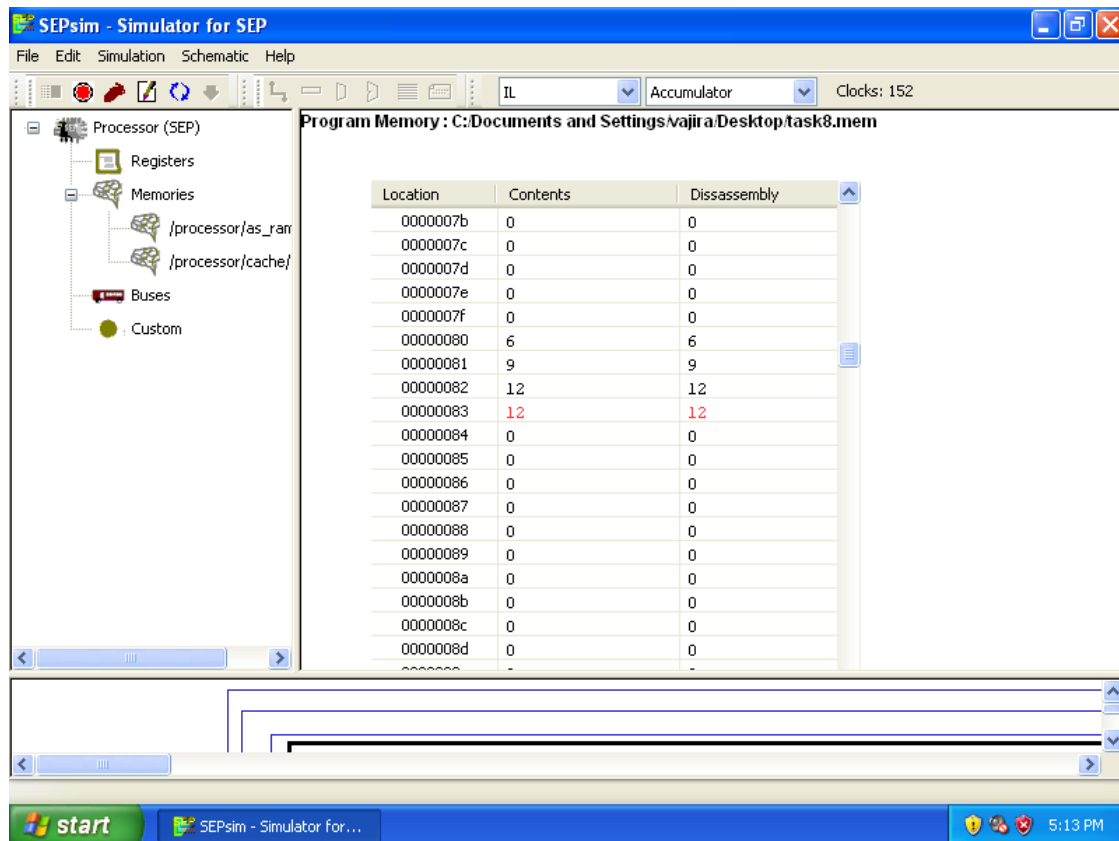 SEPsim - Simulator for SEP
File Edit Simulation Schematic Help
IL Accumulator Clocks: 152
Processor (SEP)
Registers
Memories
/processor/as_ram
/processor/cache/
Buses
Custom
Program Memory : C:/Documents and Settings/vajira/Desktop/task8.mem
Location Contents Dissassembly
0000007b 0 0
0000007c 0 0
0000007d 0 0
0000007e 0 0
0000007f 0 0
00000080 6 6
00000081 9 9
00000082 12 12
00000083 12 12
00000084 0 0
00000085 0 0
00000086 0 0
00000087 0 0
00000088 0 0
00000089 0 0
0000008a 0 0
0000008b 0 0
0000008c 0 0
0000008d 0 0
start SEPsim - Simulator for... 5:13 PM